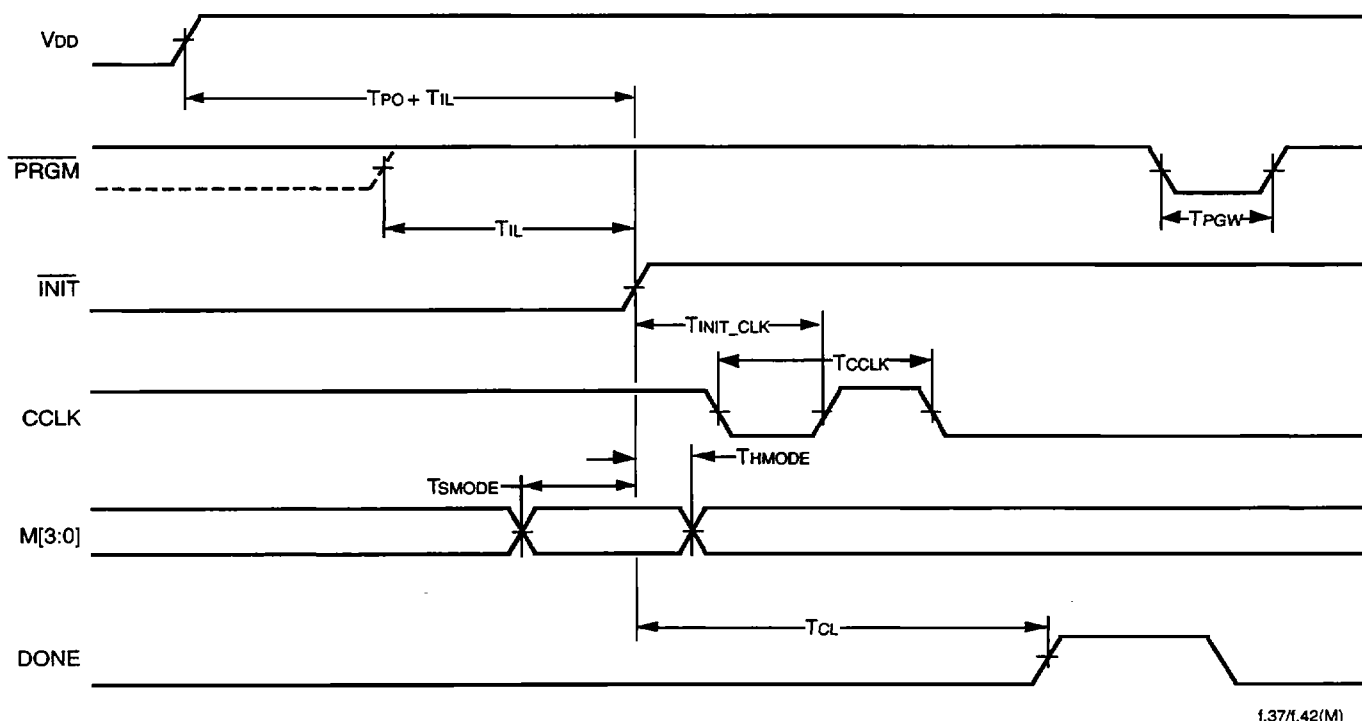 VDD
TPO + TIL
PRGM
TIL
TPGW
INIT
TINIT_CLK
TCCLK
CCLK
THMODE
TSMODE
M[3:0]
TCL
DONE
f.37/f.42(M)